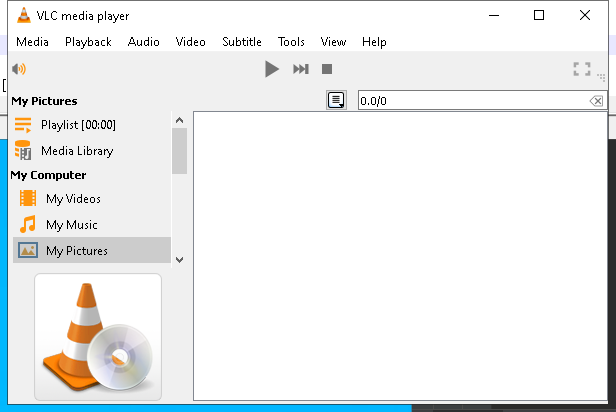 VLC media player
Media Playback Audio Video Subtitle Tools View Help
My Pictures
0.0/0
Playlist [00:00]
Media Library
My Computer
My Videos
My Music
My Pictures